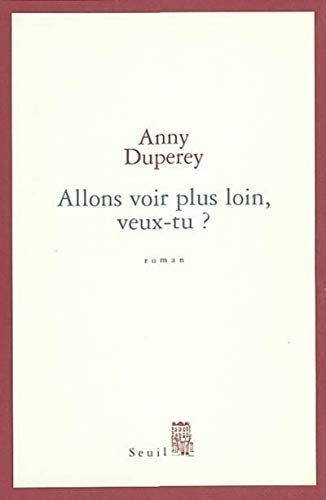 Anny
Duperey
Allons voir plus loin,
veux-tu ?
roman
Seuil